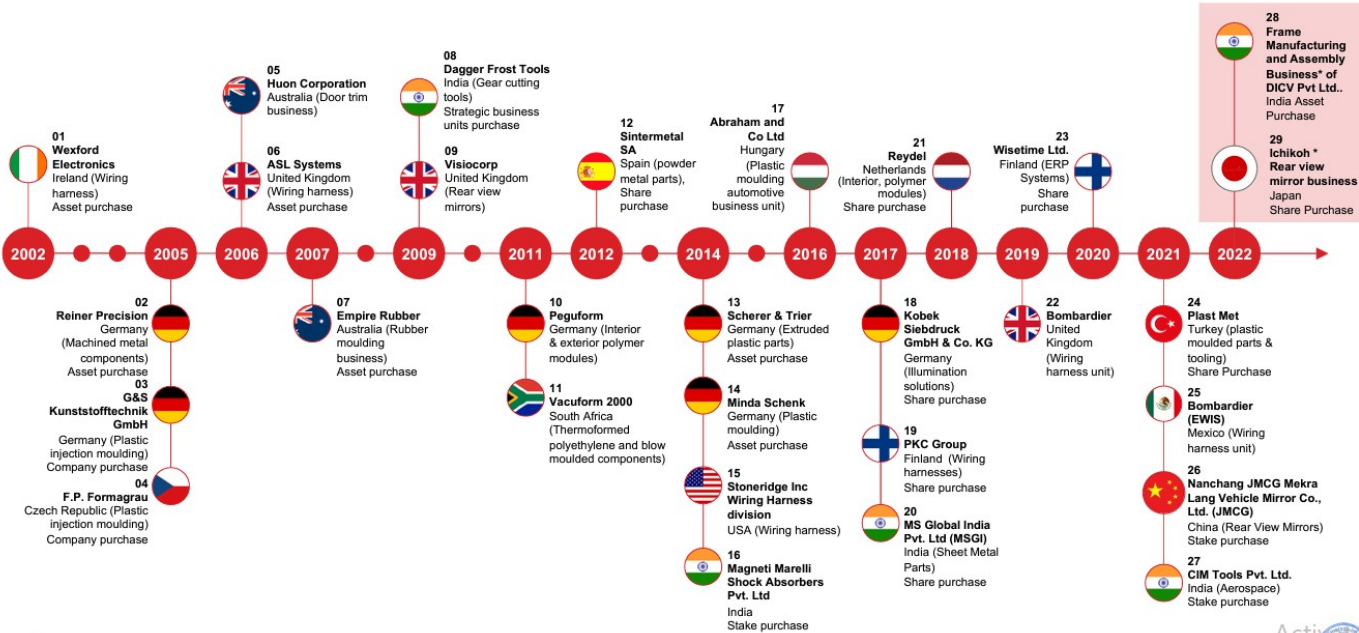 01
Wexford
Electronics
Ireland (Wiring
harness)
Asset purchase
05
Huon Corporation
Australia (Door trim
business)
06
ASL Systems
United Kingdom
(Wiring harness)
Asset purchase
08
Dagger Frost Tools
India (Gear cutting
tools)
Strategic business
units purchase
09
Visiocorp
United Kingdom
(Rear view
mirrors)
12
Sintermetal
SA
Spain (powder
metal parts),
Share
purchase
17
Abraham and
Co Ltd
Hungary
(Plastic
moulding
automotive
business unit)
21
Reydel
Netherlands
(Interior, polymer
modules)
Share purchase
23
Wisetime Ltd.
Finland (ERP
Systems)
Share
purchase
28
Frame
Manufacturing
and Assembly
Business* of
DICV Pvt Ltd..
India Asset
Purchase
29
Ichikoh *
Rear view
mirror business
Japan
Share Purchase
2002
2005
2006
2007
2009
2011
2012
2014
2016
2017
2018
2019
2020
2021
2022
02
Reiner Precision
Germany
(Machined metal
components)
Asset purchase
03
G&S
Kunststofftechnik
GmbH
Germany (Plastic
injection moulding)
Company purchase
04
F.P. Formagrau
Czech Republic (Plastic
injection moulding)
Company purchase
07
Empire Rubber
Australia (Rubber
moulding
business)
Asset purchase
10
Peguform
Germany (Interior
& exterior polymer
modules)
11
Vacuform 2000
South Africa
(Thermoformed
polyethylene and blow
moulded components)
13
Scherer & Trier
Germany (Extruded
plastic parts)
Asset purchase
14
Minda Schenk
Germany (Plastic
moulding)
Asset purchase
15
Stoneridge Inc
Wiring Harness
division
USA (Wiring harness)
16
Magneti Marelli
Shock Absorbers
Pvt. Ltd
India
Stake purchase
18
Kobek
Siebdruck
GmbH & Co. KG
Germany
(Illumination
solutions)
Share purchase
19
PKC Group
Finland (Wiring
harnesses)
Share purchase
20
MS Global India
Pvt. Ltd (MSGI)
India (Sheet Metal
Parts)
Share purchase
22
Bombardier
United
Kingdom
(Wiring
harness unit)
24
Plast Met
Turkey (plastic
moulded parts &
tooling)
Share Purchase
25
Bombardier
(EWIS)
Mexico (Wiring
harness unit)
26
Nanchang JMCG Mekra
Lang Vehicle Mirror Co.,
Ltd. (JMCG)
China (Rear View Mirrors)
Stake purchase
27
CIM Tools Pvt. Ltd.
India (Aerospace)
Stake purchase